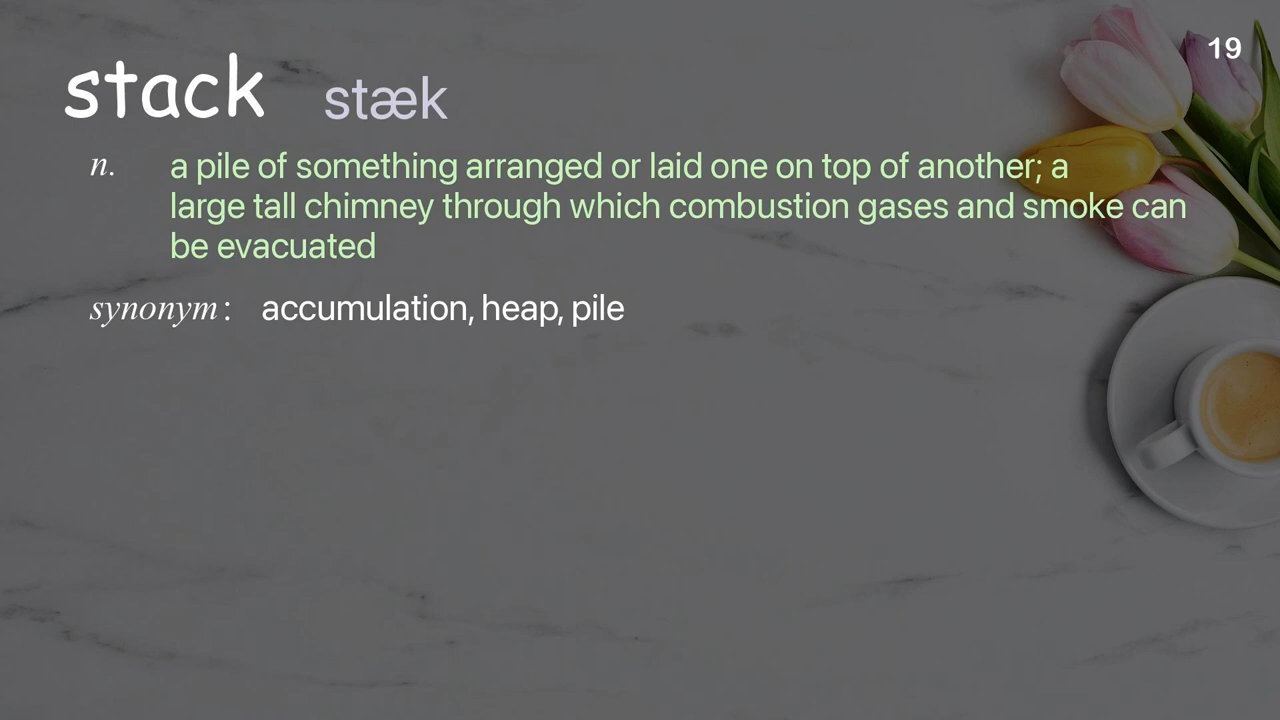 19
stack stæk
n. a pile of something arranged or laid one on top of another; a
large tall chimney through which combustion gases and smoke can
be evacuated
synonym: accumulation, heap, pile